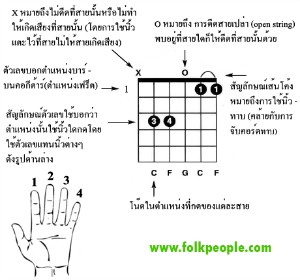 X หมายถึงไม่ดีดที่สายนั้นหรือไม่ทำ
ให้เกิดเสียงที่สายนั้น (โดยการใช้นิ้ว
แตะไว้ที่สายไม่ให้สายเกิดเสียง)
O หมายถึง การดีดสายเปล่า (open string)
พบอยู่ที่สายใดก็ให้ดีดที่สายนั้นด้วย
X
O
ตัวเลขบอกตำแหน่งบาร์-
บนคอกีตาร์(ตำแหน่งเฟร็ต)
1
1 1
สัญลักษณ์เส้นโค้ง
หมายถึงการใช้นิ้ว-
ทาบ (คล้ายกับการ
จับคอร์ดทาบ)
สัญลักษณ์ตัวเลขใช้บอกว่า
ตำแหน่งนั้นใช้นิ้วใดกดโดย
ใช้ตัวเลขแทนนิ้วต่างๆ
ดังรูปด้านล่าง
3 4
C F G C F
1 2 3 4
โน้ตในตำแหน่งที่กดของแต่ละสาย
www.folkpeople.com